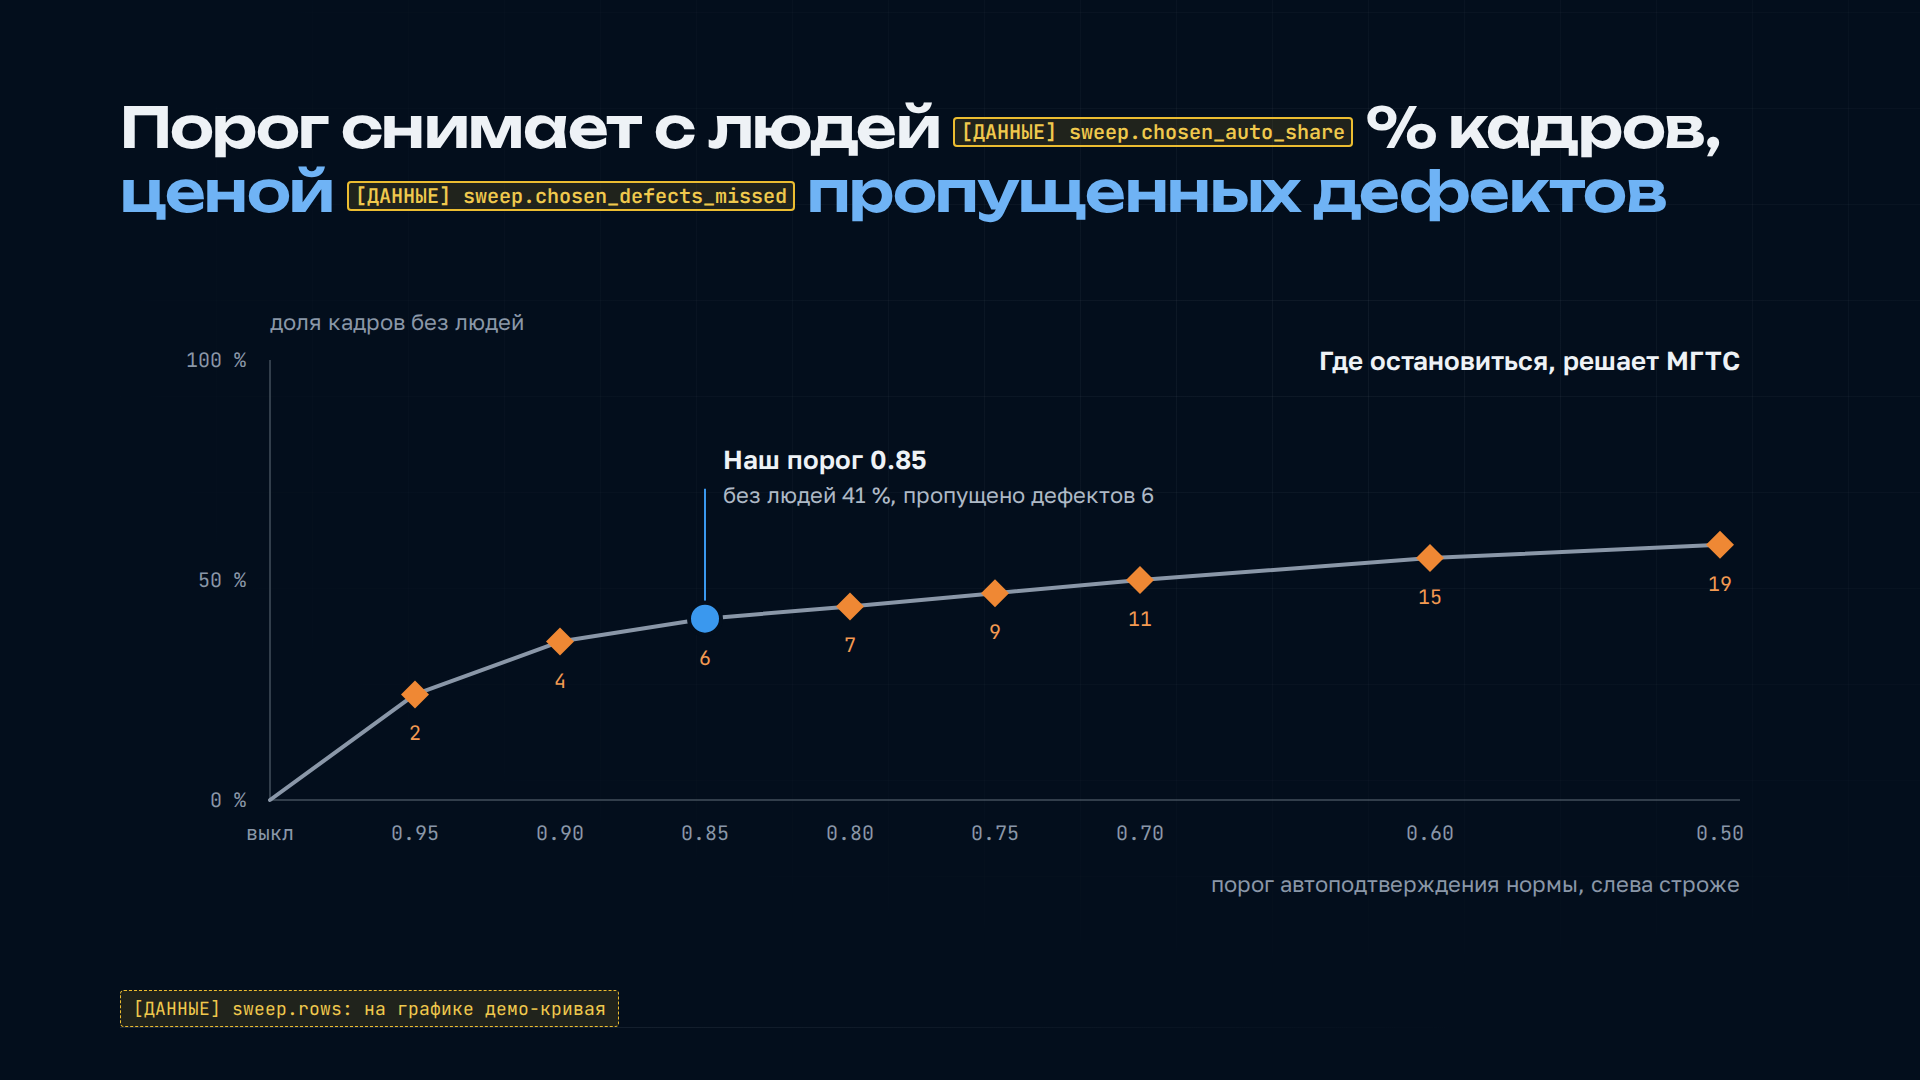 Порог снимает с людей [ДАННЫЕ] sweep.chosen_auto_share % кадров,
ценой [ДАННЫЕ] sweep.chosen_defects_missed пропущенных дефектов
доля кадров без людей
100 %
Где остановиться, решает МГТС
Наш порог 0.85
без людей 41 %, пропущено дефектов 6
50 %
19
15
11
9
7
6
4
2
0 %
выкл 0.95 0.90 0.85 0.80 0.75 0.70 0.60 0.50
порог автоподтверждения нормы, слева строже
[ДАННЫЕ] sweep.rows: на графике демо-кривая